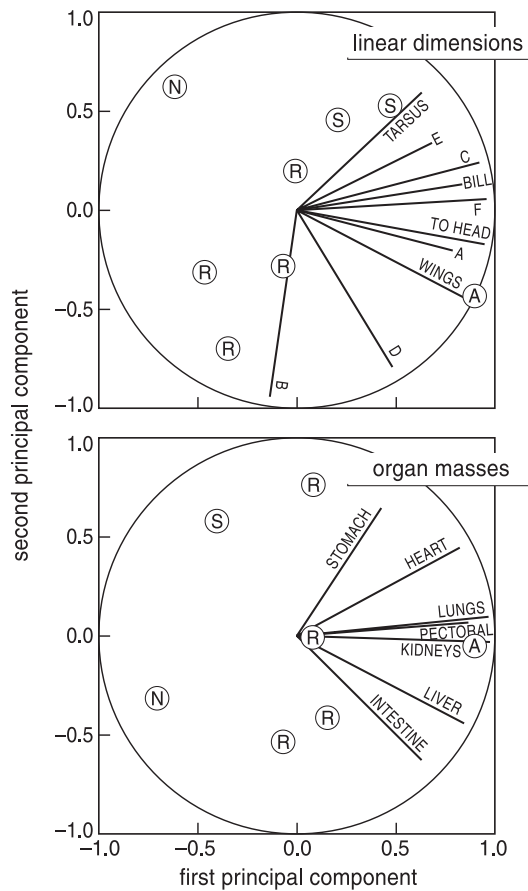 1.0
linear dimensions
N
S
S
0.5
TARSUS
E
R
C
BILL
0.0
F
TO HEAD
A
WINGS
R
R
A
−0.5
R
D
B
−1.0
second principal component
1.0
organ masses
R
S
0.5
STOMACH
HEART
LUNGS
PECTORAL
0.0
R
KIDNEYS
A
N
LIVER
R
INTESTINE
−0.5
R
−1.0
−1.0 −0.5 0.0 0.5 1.0
first principal component